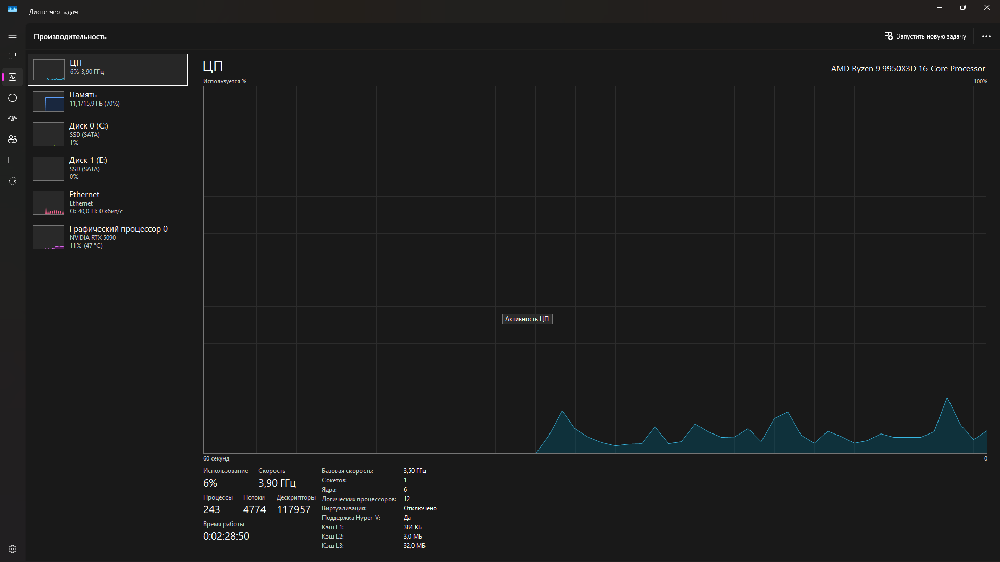 Диспетчер задач
Производительность
Запустить новую задачу
ЦП
6% 3,90 ГГц
Память
11,1/15,9 ГБ (70%)
Диск 0 (C:)
SSD (SATA)
1%
Диск 1 (E:)
SSD (SATA)
0%
Ethernet
Ethernet
О: 40,0 П: 0 кбит/с
Графический процессор 0
NVIDIA RTX 5090
11% (47 °C)
ЦП
AMD Ryzen 9 9950X3D 16-Core Processor
Используется %
100%
Активность ЦП
60 секунд
0
Использование
6%
Скорость
3,90 ГГц
Процессы
243
Потоки
4774
Дескрипторы
117957
Время работы
0:02:28:50
Базовая скорость: 3,50 ГГц
Сокетов: 1
Ядра: 6
Логических процессоров: 12
Виртуализация: Отключено
Поддержка Hyper-V: Да
Кэш L1: 384 КБ
Кэш L2: 3,0 МБ
Кэш L3: 32,0 МБ